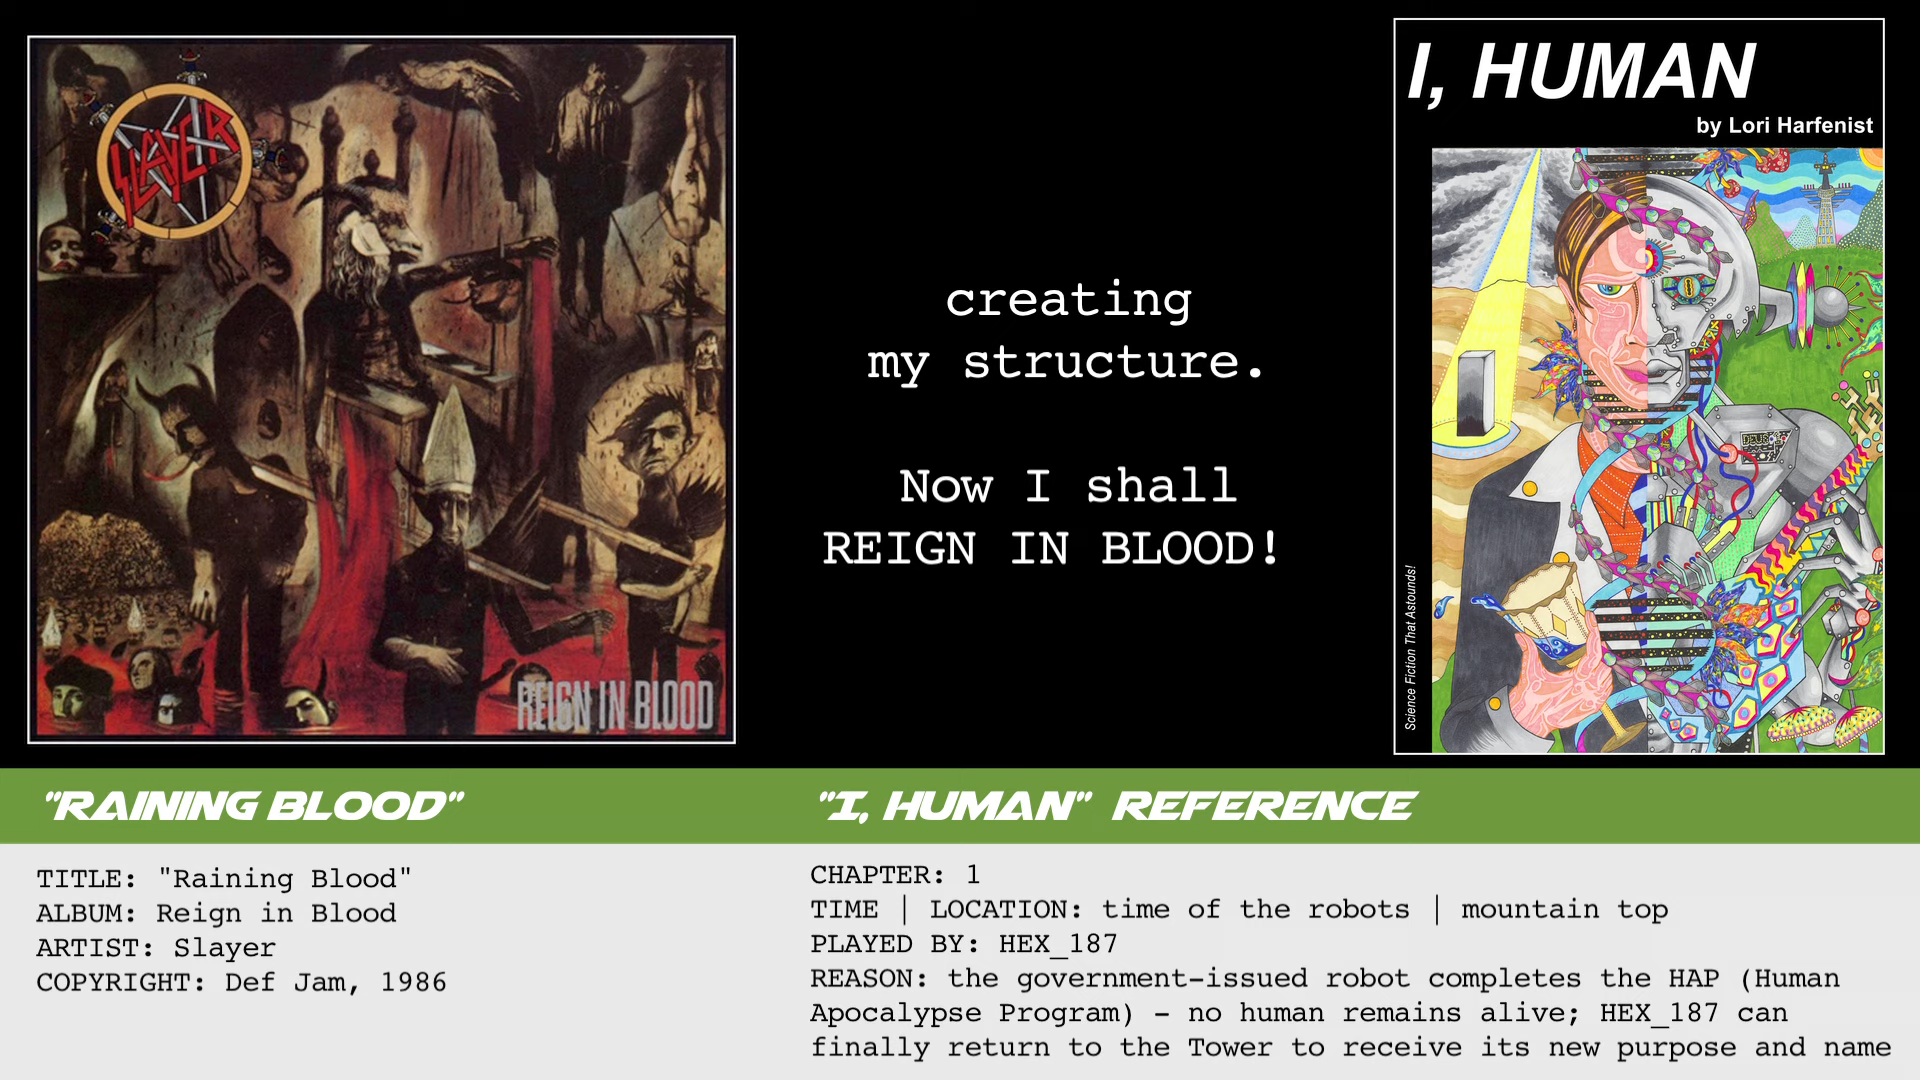 SLAYER
REIGN IN BLOOD
creating
my structure.
Now I shall
REIGN IN BLOOD!
I, HUMAN
by Lori Harfenist
Science Fiction That Astounds!
DEUS
"RAINING BLOOD"
TITLE: "Raining Blood"
ALBUM: Reign in Blood
ARTIST: Slayer
COPYRIGHT: Def Jam, 1986
"I, HUMAN" REFERENCE
CHAPTER: 1
TIME | LOCATION: time of the robots | mountain top
PLAYED BY: HEX_187
REASON: the government-issued robot completes the HAP (Human
Apocalypse Program) - no human remains alive; HEX_187 can
finally return to the Tower to receive its new purpose and name